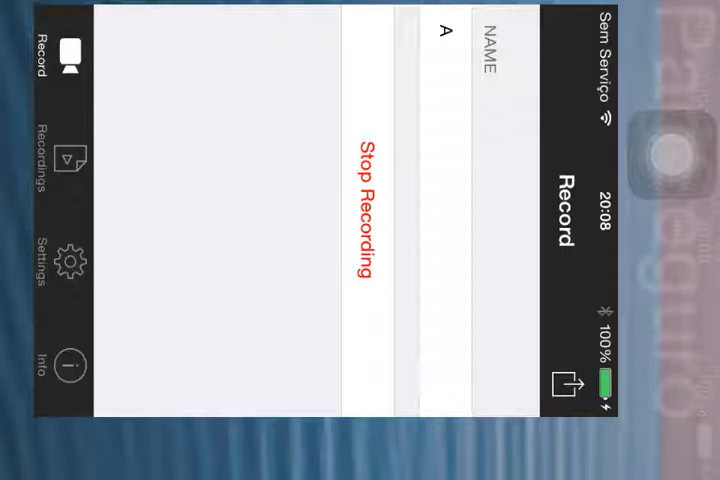 Sem Serviço 20:08 100%
Record
NAME
A
Stop Recording
Record Recordings Settings Info